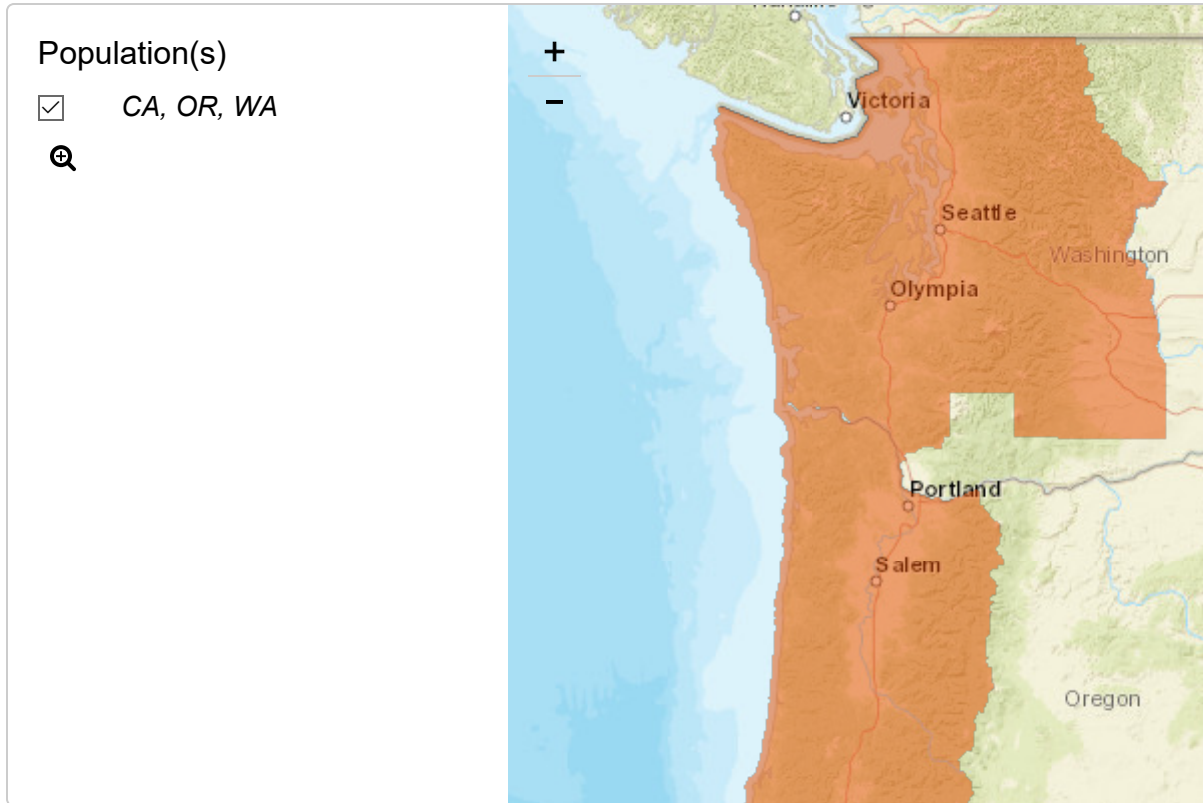 Population(s)
CA, OR, WA
+
−
Victoria
Seattle
Washington
Olympia
Portland
Salem
Oregon